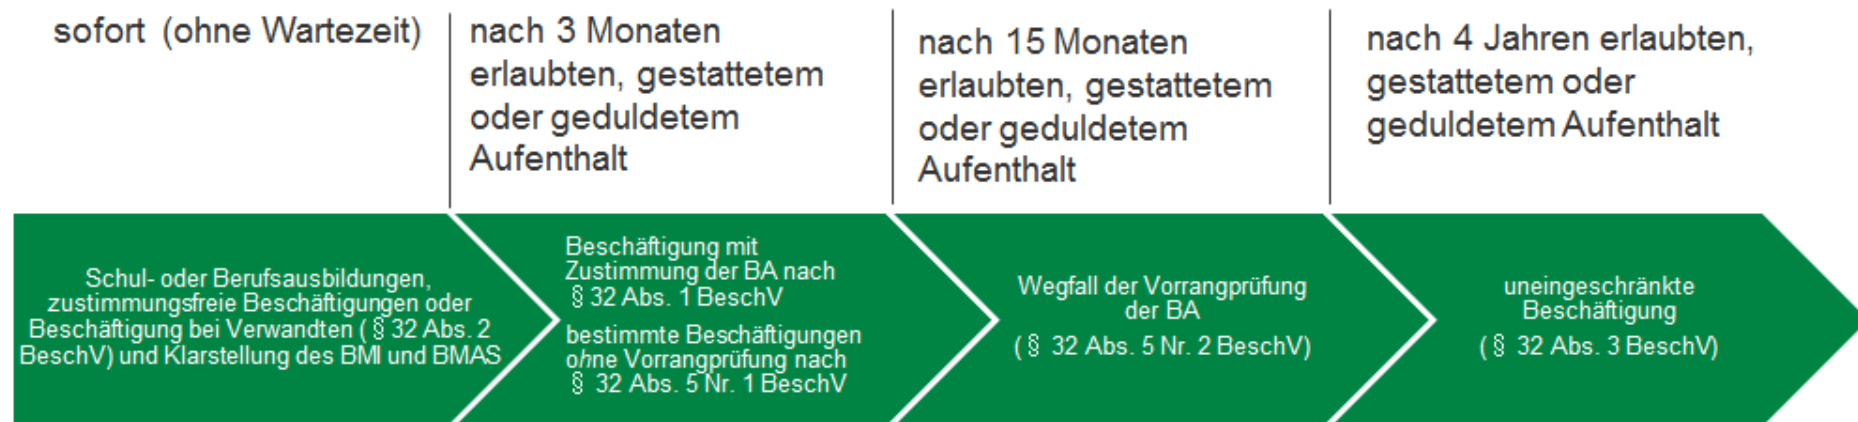 sofort (ohne Wartezeit)
nach 3 Monaten
erlaubten, gestattetem
oder geduldetem
Aufenthalt
nach 15 Monaten
erlaubten, gestattetem
oder geduldetem
Aufenthalt
nach 4 Jahren erlaubten,
gestattetem oder
geduldetem Aufenthalt
Schul- oder Berufsausbildungen,
zustimmungsfreie Beschäftigungen oder
Beschäftigung bei Verwandten ( § 32 Abs. 2
BeschV) und Klarstellung des BMI und BMAS
Beschäftigung mit
Zustimmung der BA nach
§ 32 Abs. 1 BeschV
bestimmte Beschäftigungen
ohne Vorrangprüfung nach
§ 32 Abs. 5 Nr. 1 BeschV
Wegfall der Vorrangprüfung
der BA
( § 32 Abs. 5 Nr. 2 BeschV)
uneingeschränkte
Beschäftigung
( § 32 Abs. 3 BeschV)